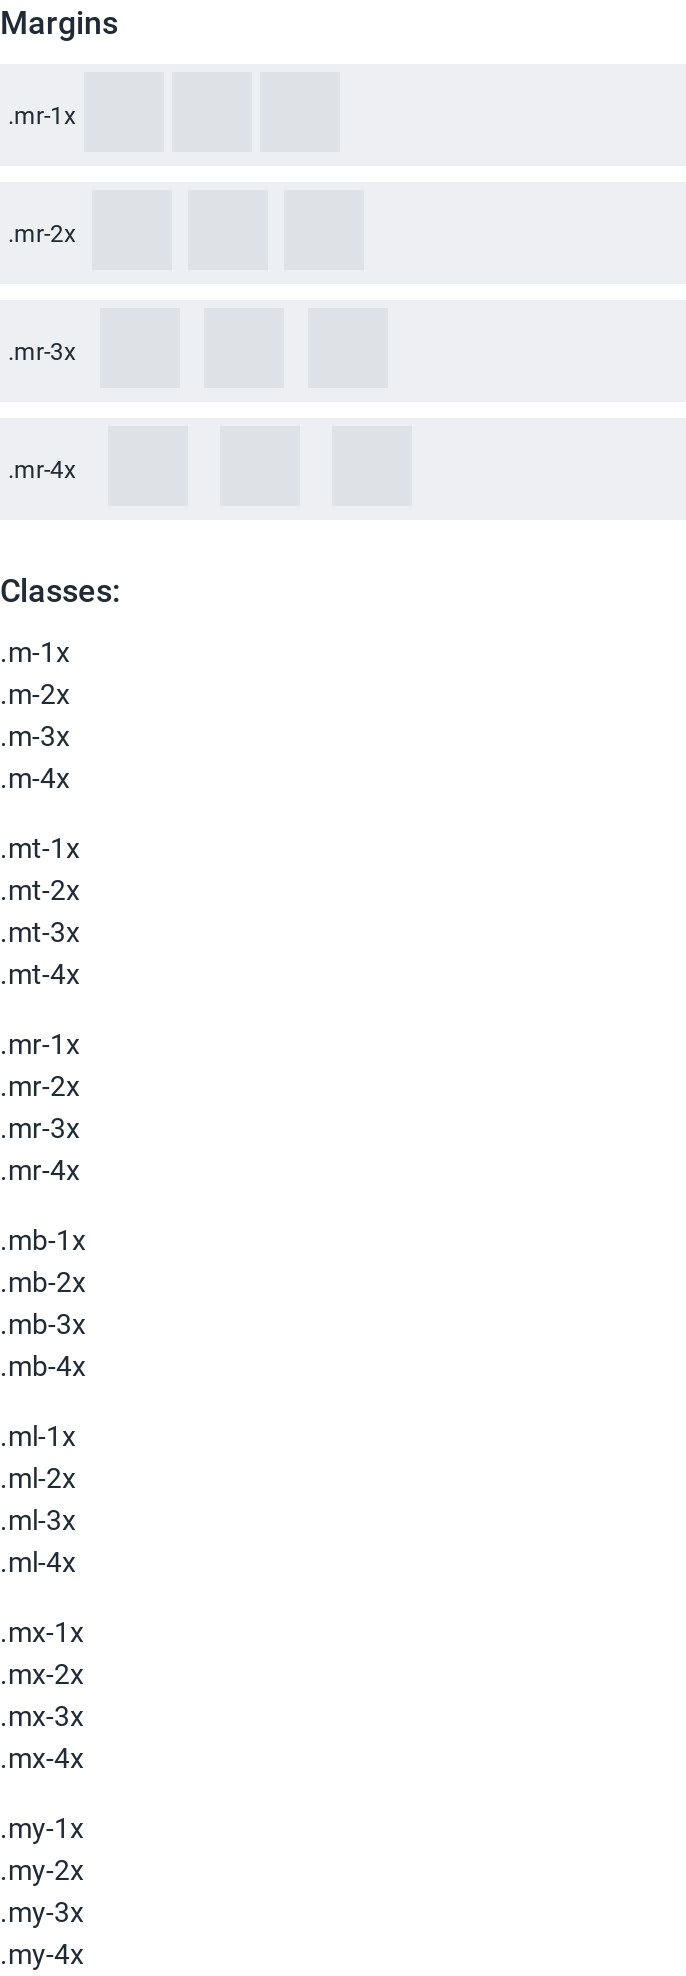 Margins
.mr-1x
.mr-2x
.mr-3x
.mr-4x
Classes:
.m-1x
.m-2x
.m-3x
.m-4x
.mt-1x
.mt-2x
.mt-3x
.mt-4x
.mr-1x
.mr-2x
.mr-3x
.mr-4x
.mb-1x
.mb-2x
.mb-3x
.mb-4x
.ml-1x
.ml-2x
.ml-3x
.ml-4x
.mx-1x
.mx-2x
.mx-3x
.mx-4x
.my-1x
.my-2x
.my-3x
.my-4x